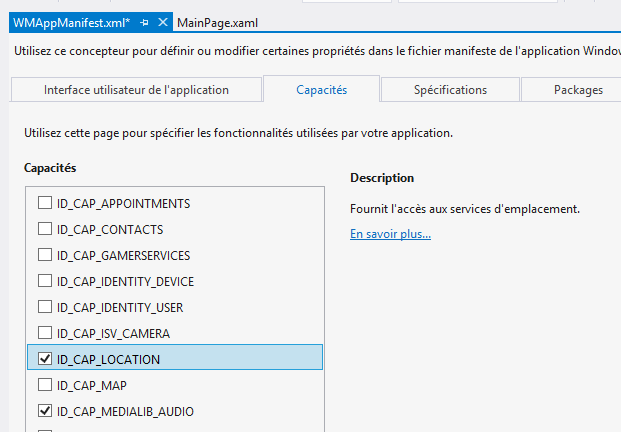 WMAppManifest.xml* MainPage.xaml
Utilisez ce concepteur pour définir ou modifier certaines propriétés dans le fichier manifeste de l'application
Interface utilisateur de l'application Capacités Spécifications Packages
Utilisez cette page pour spécifier les fonctionnalités utilisées par votre application.
Capacités
ID_CAP_APPOINTMENTS
ID_CAP_CONTACTS
ID_CAP_GAMERSERVICES
ID_CAP_IDENTITY_DEVICE
ID_CAP_IDENTITY_USER
ID_CAP_ISV_CAMERA
ID_CAP_LOCATION
ID_CAP_MAP
ID_CAP_MEDIALIB_AUDIO
Description
Fournit l'accès aux services d'emplacement.
En savoir plus...